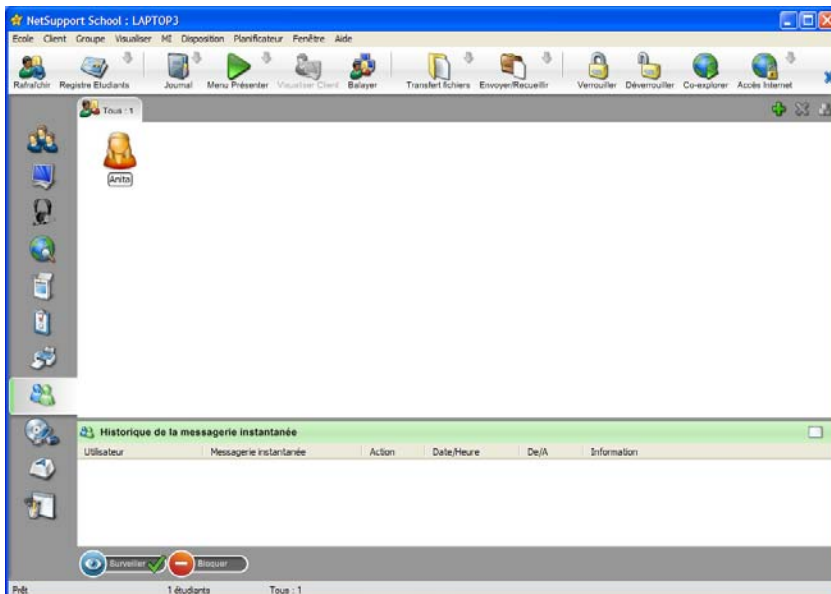 NetSupport School : LAPTOP3
Ecole Client Groupe Visualiser MI Disposition Planificateur Fenêtre Aide
Rafraîchir Registre Etudiants Journal Menu Présenter Visualiser Client Balayer Transfert fichiers Envoyer/Recueillir Verrouiller Déverrouiller Co-explorer Accès Internet
Tous : 1
Anita
Historique de la messagerie instantanée
Utilisateur Messagerie instantanée Action Date/Heure De/A Information
Surveiller Bloquer
Prêt 1 étudiants Tous : 1